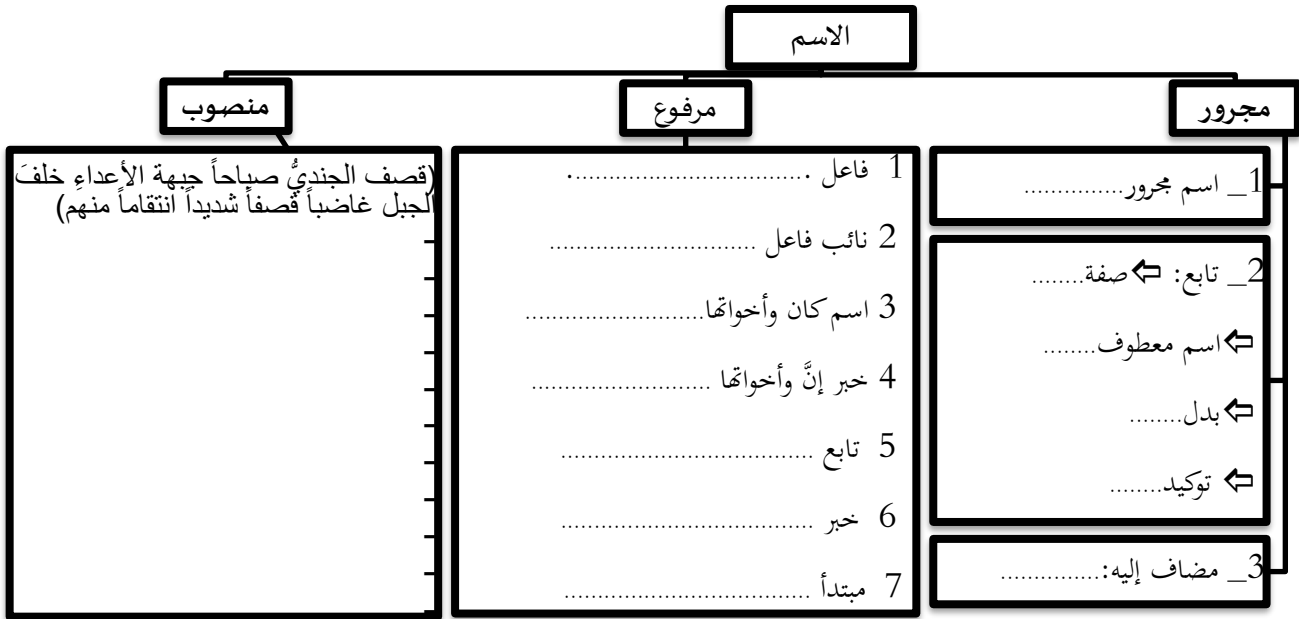 الاسم
مجرور
مرفوع
منصوب
1_ اسم مجرور...............
2_ تابع: ⇦صفة........
⇦اسم معطوف........
⇦بدل........
⇦ توكيد........
3_ مضاف إليه:...............
1 فاعل .................................
2 نائب فاعل ...............................
3 اسم كان وأخواتها...........................
4 خبر إنَّ وأخواتها ...........................
5 تابع ......................................
6 خبر ......................................
7 مبتدأ .....................................
(قصف الجنديُّ صباحاً جبهة الأعداءِ خلفَ
الجبل غاضباً قصفاً شديداً انتقاماً منهم)
_
_
_
_
_
_
_
_
_
_
_